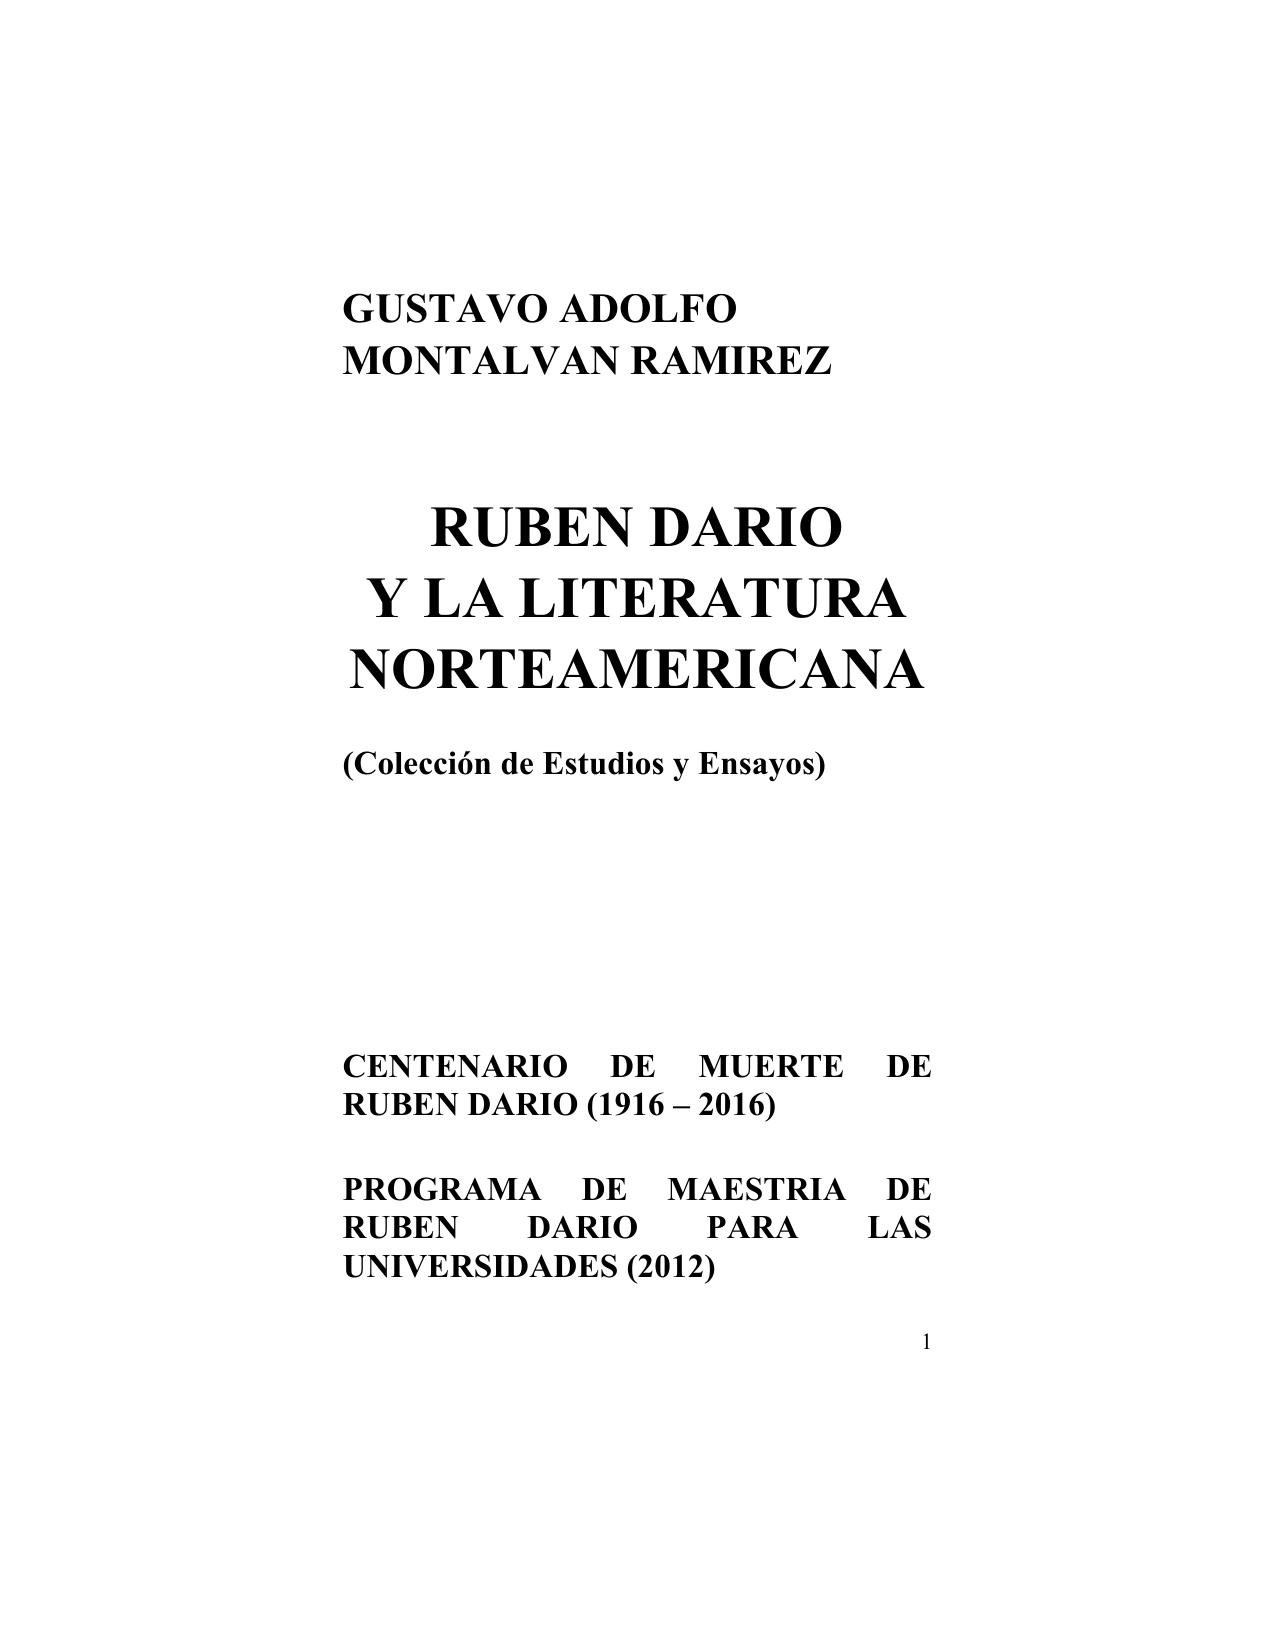 GUSTAVO ADOLFO
MONTALVAN RAMIREZ
RUBEN DARIO
Y LA LITERATURA
NORTEAMERICANA
(Colección de Estudios y Ensayos)
CENTENARIO DE MUERTE DE
RUBEN DARIO (1916 – 2016)
PROGRAMA DE MAESTRIA DE
RUBEN DARIO PARA LAS
UNIVERSIDADES (2012)
1